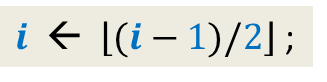 i ← ⌊(i − 1)/2⌋ ;